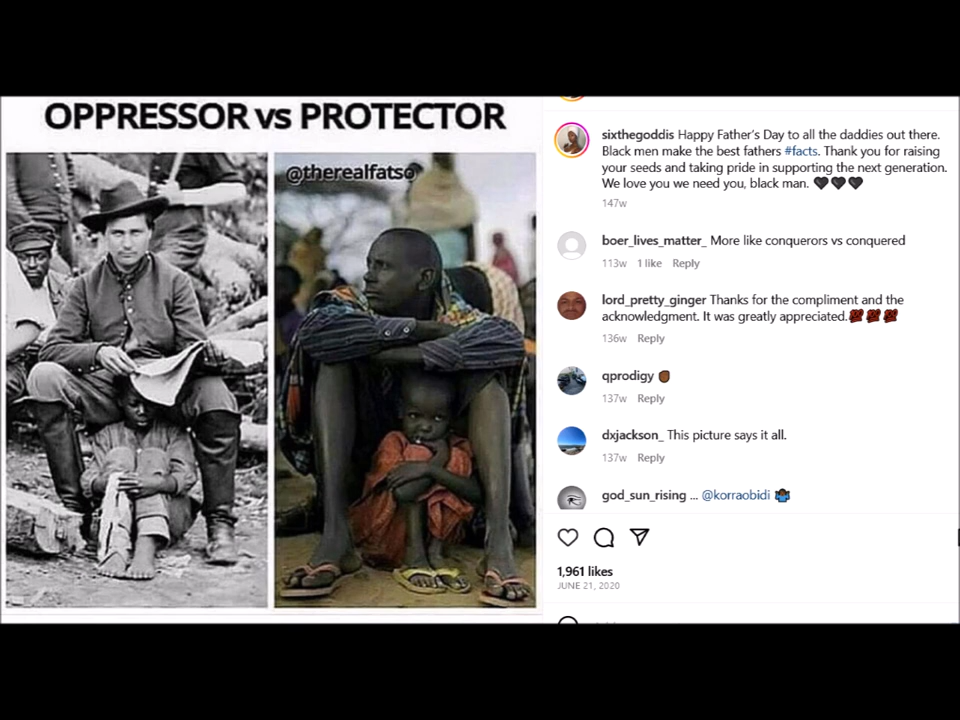 OPPRESSOR vs PROTECTOR
@therealfatso
sixthegoddis Happy Father's Day to all the daddies out there.
Black men make the best fathers #facts. Thank you for raising
your seeds and taking pride in supporting the next generation.
We love you we need you, black man. 🖤🖤🖤
147w
boer_lives_matter_ More like conquerors vs conquered
113w 1 like Reply
lord_pretty_ginger Thanks for the compliment and the
acknowledgment. It was greatly appreciated.💯💯💯
136w Reply
qprodigy ✊🏾
137w Reply
dxjackson_ This picture says it all.
137w Reply
god_sun_rising ... @korraobidi 🤷🏿‍♂️
1,961 likes
JUNE 21, 2020